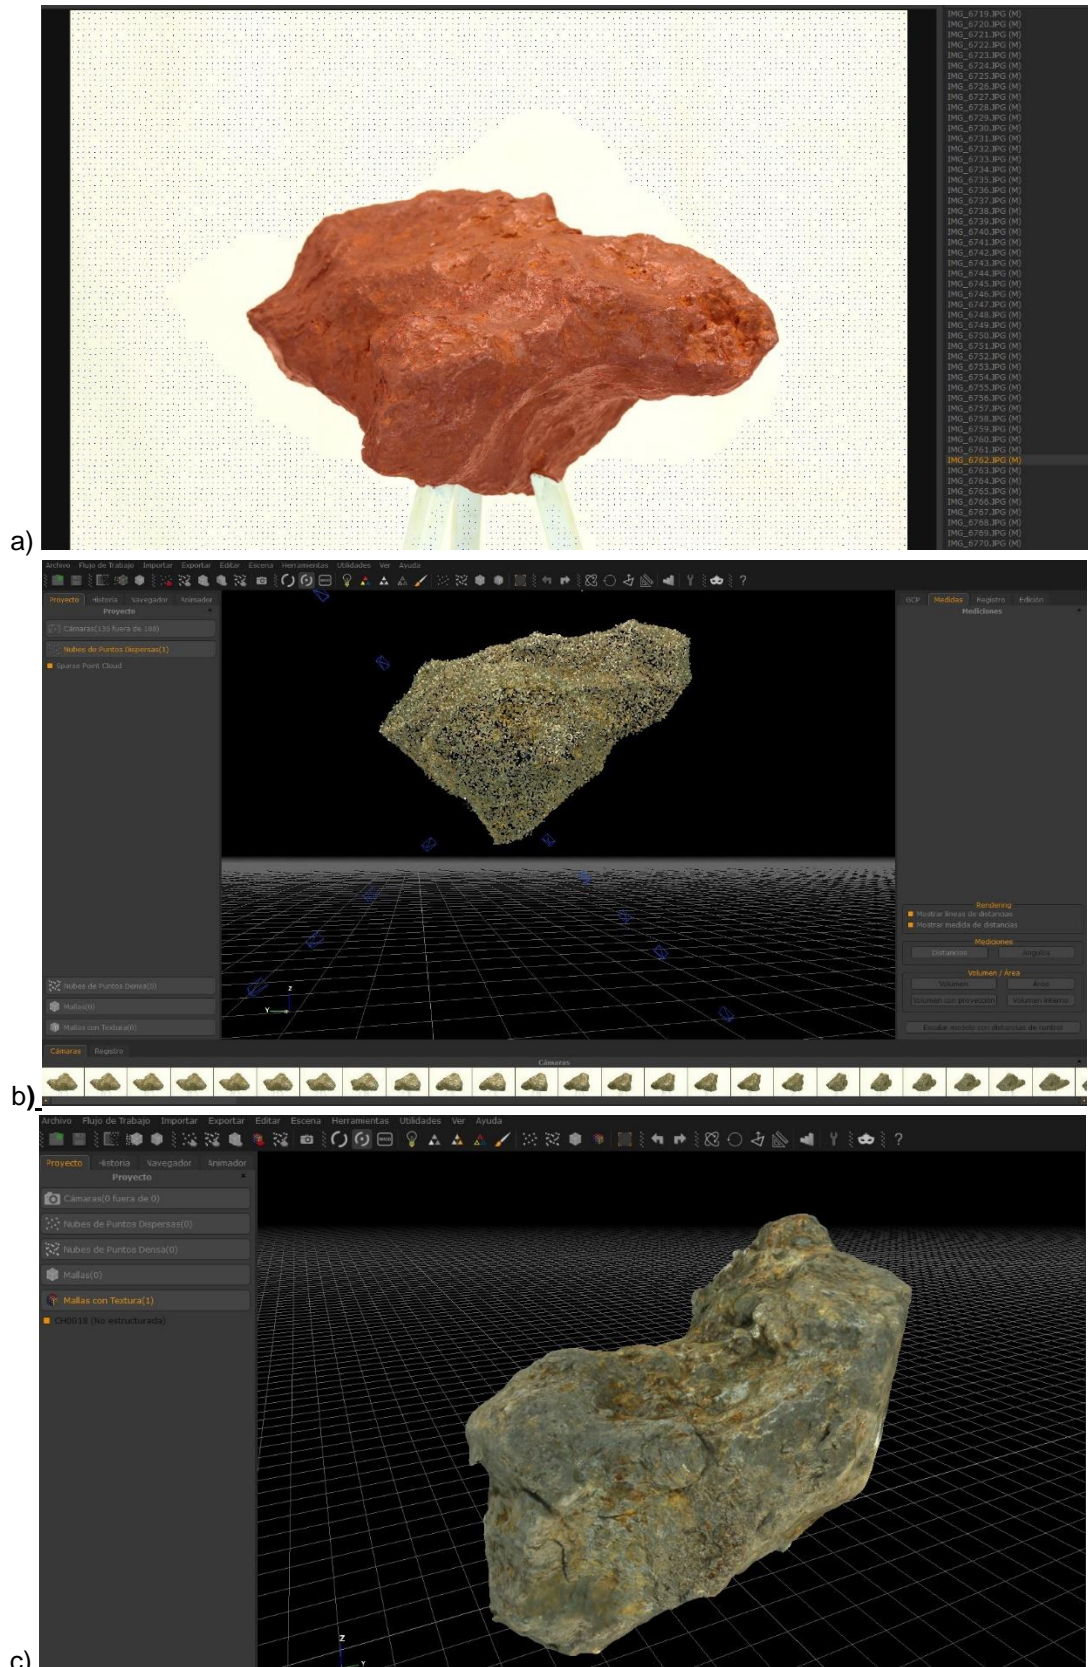 IMG_6719.JPG (M)
IMG_6720.JPG (M)
IMG_6721.JPG (M)
IMG_6722.JPG (M)
IMG_6723.JPG (M)
IMG_6724.JPG (M)
IMG_6725.JPG (M)
IMG_6726.JPG (M)
IMG_6727.JPG (M)
IMG_6728.JPG (M)
IMG_6729.JPG (M)
IMG_6730.JPG (M)
IMG_6731.JPG (M)
IMG_6732.JPG (M)
IMG_6733.JPG (M)
IMG_6734.JPG (M)
IMG_6735.JPG (M)
IMG_6736.JPG (M)
IMG_6737.JPG (M)
IMG_6738.JPG (M)
IMG_6739.JPG (M)
IMG_6740.JPG (M)
IMG_6741.JPG (M)
IMG_6742.JPG (M)
IMG_6743.JPG (M)
IMG_6744.JPG (M)
IMG_6745.JPG (M)
IMG_6746.JPG (M)
IMG_6747.JPG (M)
IMG_6748.JPG (M)
IMG_6749.JPG (M)
IMG_6750.JPG (M)
IMG_6751.JPG (M)
IMG_6752.JPG (M)
IMG_6753.JPG (M)
IMG_6754.JPG (M)
IMG_6755.JPG (M)
IMG_6756.JPG (M)
IMG_6757.JPG (M)
IMG_6758.JPG (M)
IMG_6759.JPG (M)
IMG_6760.JPG (M)
IMG_6761.JPG (M)
IMG_6762.JPG (M)
IMG_6763.JPG (M)
IMG_6764.JPG (M)
IMG_6765.JPG (M)
IMG_6766.JPG (M)
IMG_6767.JPG (M)
IMG_6768.JPG (M)
IMG_6769.JPG (M)
IMG_6770.JPG (M)
a)
Archivo Flujo de Trabajo Importar Exportar Editar Escena Herramientas Utilidades Ver Ayuda
Proyecto Historia Navegador Animador
Proyecto
Cámaras(135 fuera de 188)
Nubes de Puntos Dispersas(1)
Sparse Point Cloud
Nubes de Puntos Densa(0)
Mallas(0)
Mallas con Textura(0)
GCP Medidas Registro Edición
Mediciones
Rendering
Mostrar líneas de distancias
Mostrar medida de distancias
Mediciones
Distancias Ángulos
Volumen / Área
Volumen Área
Volumen con proyección Volumen interno
Escalar modelo con distancias de control
Z
Y
Cámaras Registro
Cámaras
b)
Archivo Flujo de Trabajo Importar Exportar Editar Escena Herramientas Utilidades Ver Ayuda
Proyecto Historia Navegador Animador
Proyecto
Cámaras(0 fuera de 0)
Nubes de Puntos Dispersas(0)
Nubes de Puntos Densa(0)
Mallas(0)
Mallas con Textura(1)
CH0618 (No estructurada)
Z
Y
c)